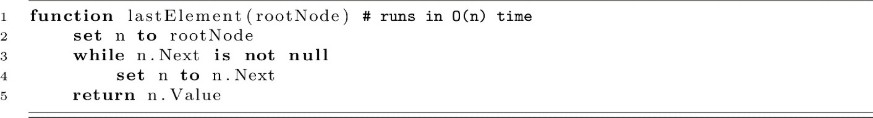 1 function lastElement(rootNode) # runs in O(n) time
2 set n to rootNode
3 while n.Next is not null
4 set n to n.Next
5 return n.Value